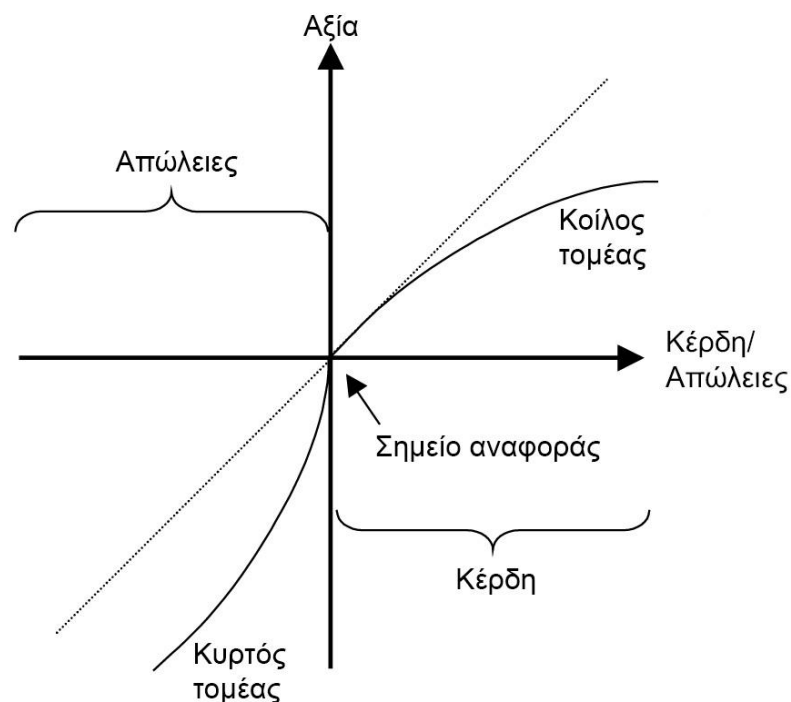 Αξία
Απώλειες
Κοίλος
τομέας
Κέρδη/
Απώλειες
Σημείο αναφοράς
Κέρδη
Κυρτός
τομέας